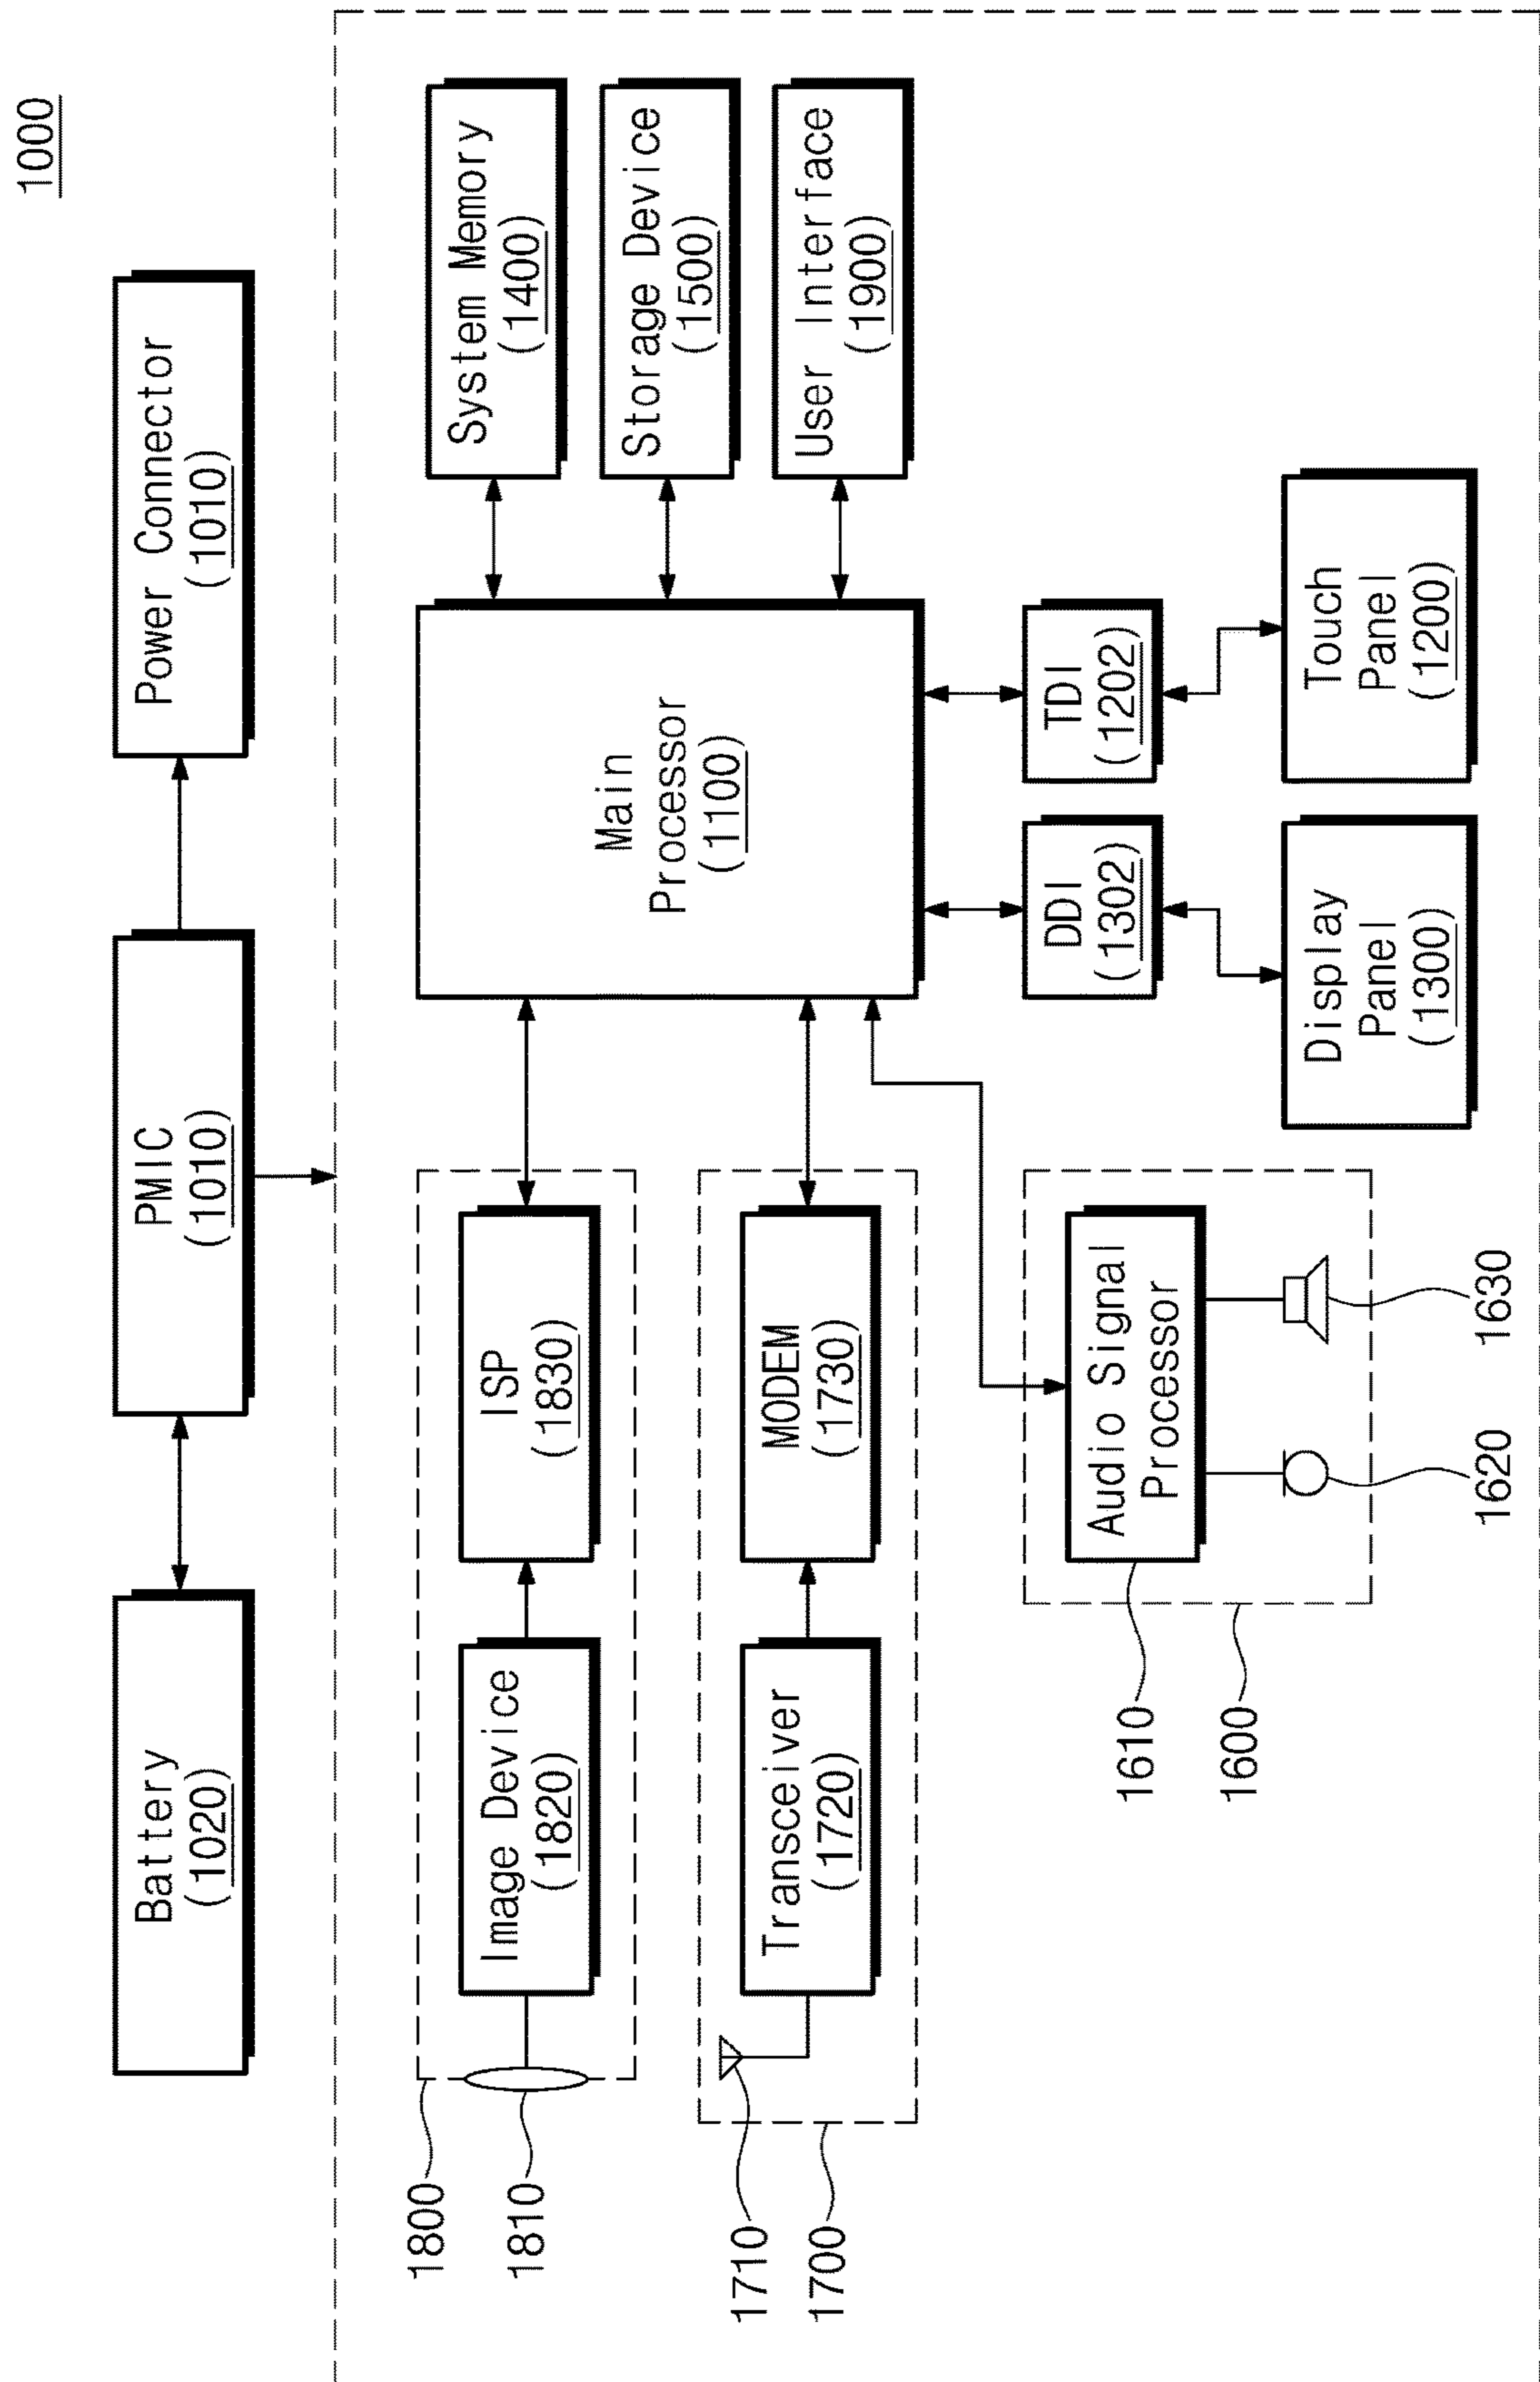 1000
Battery
(1020)
PMIC
(1010)
Power Connector
(1010)
1800
1810
Image Device
(1820)
ISP
(1830)
1710
1700
Transceiver
(1720)
MODEM
(1730)
Main
Processor
(1100)
System Memory
(1400)
Storage Device
(1500)
User Interface
(1900)
1610
1600
Audio Signal
Processor
1620
1630
DDI
(1302)
TDI
(1202)
Display
Panel
(1300)
Touch
Panel
(1200)